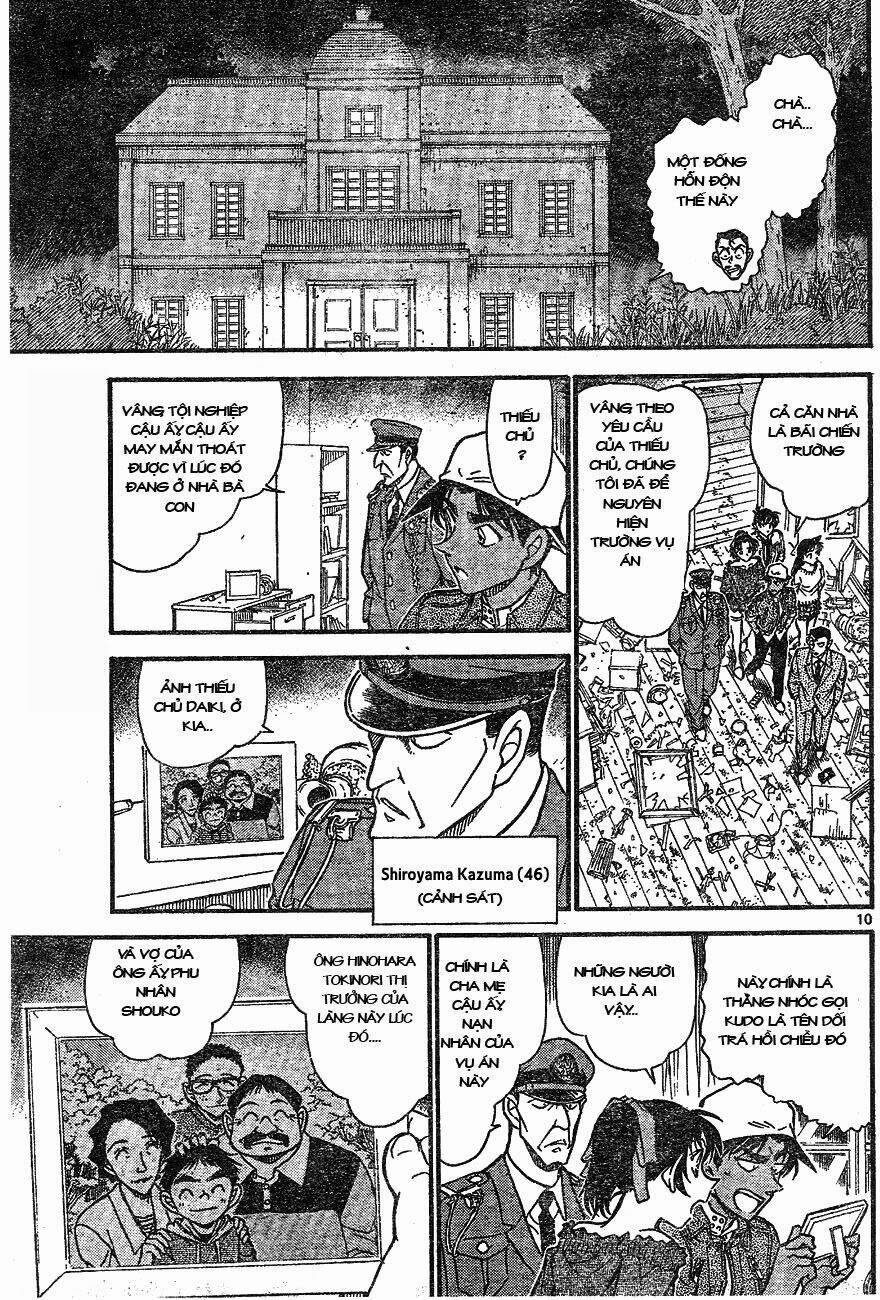 CHÀ..
CHÀ...
MỘT ĐỐNG
HỖN ĐỘN
THẾ NÀY
CẢ CĂN NHÀ
LÀ BÃI CHIẾN
TRƯỜNG
VÂNG THEO
YÊU CẦU
CỦA THIẾU
CHỦ, CHÚNG
TÔI ĐÃ ĐỂ
NGUYÊN
HIỆN
TRƯỜNG VỤ
ÁN
THIẾU
CHỦ
?
VÂNG TỘI NGHIỆP
CẬU ẤY, CẬU ẤY
MAY MẮN THOÁT
ĐƯỢC VÌ LÚC ĐÓ
ĐANG Ở NHÀ BÀ
CON
ẢNH THIẾU
CHỦ DAIKI, Ở
KIA..
Shiroyama Kazuma (46)
(CẢNH SÁT)
10
NÀY CHÍNH LÀ
THẰNG NHÓC GỌI
KUDO LÀ TÊN DỐI
TRÁ HỒI CHIỀU ĐÓ
NHỮNG NGƯỜI
KIA LÀ AI
VẬY..
CHÍNH LÀ
CHA MẸ
CẬU ẤY, NẠN
NHÂN CỦA
VỤ ÁN
NÀY
ÔNG HINOHARA
TOKINORI THỊ
TRƯỞNG CỦA
LÀNG NÀY LÚC
ĐÓ....
VÀ VỢ CỦA
ÔNG ẤY, PHU
NHÂN
SHOUKO